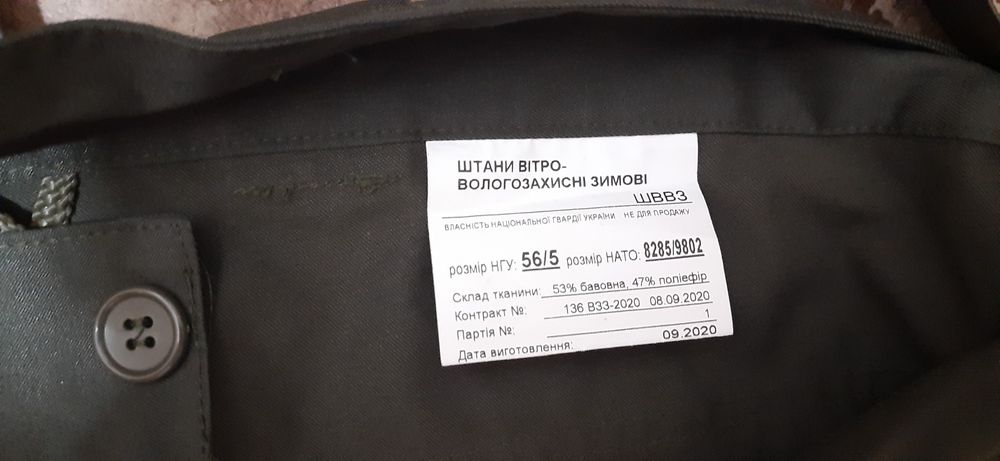 ШТАНИ ВІТРО-
ВОЛОГОЗАХИСНІ ЗИМОВІ
ШВВЗ
ВЛАСНІСТЬ НАЦІОНАЛЬНОЇ ГВАРДІЇ УКРАЇНИ НЕ ДЛЯ ПРОДАЖУ
розмір НГУ: 56/5 розмір НАТО: 8285/9802
Склад тканини: 53% бавовна, 47% поліефір
Контракт №: 136 ВЗЗ-2020 08.09.2020
Партія №: 1
Дата виготовлення: 09.2020